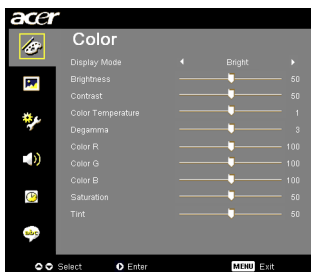 acer
Color
Display Mode Bright
Brightness 50
Contrast 50
Color Temperature 1
Degamma 3
Color R 100
Color G 100
Color B 100
Saturation 50
Tint 50
abc
Select Enter MENU Exit